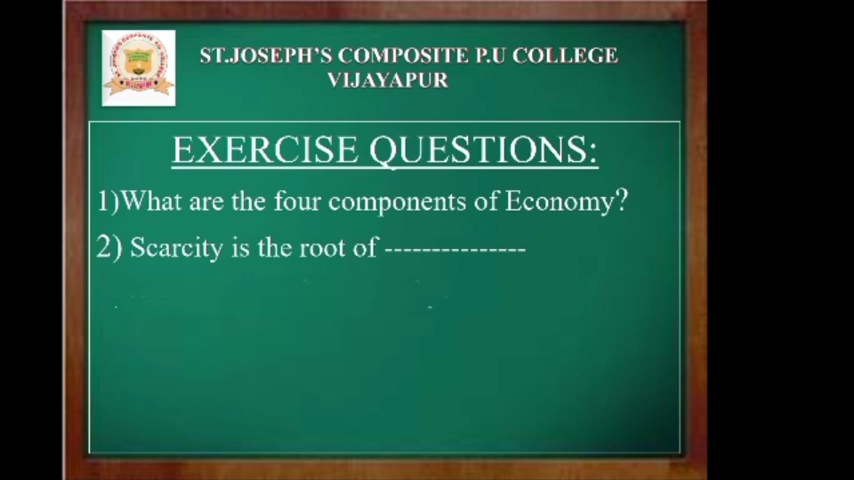 ST.JOSEPH'S COMPOSITE P.U COLLEGE
VIJAYAPUR
EXERCISE QUESTIONS:
1)What are the four components of Economy?
2) Scarcity is the root of ---------------